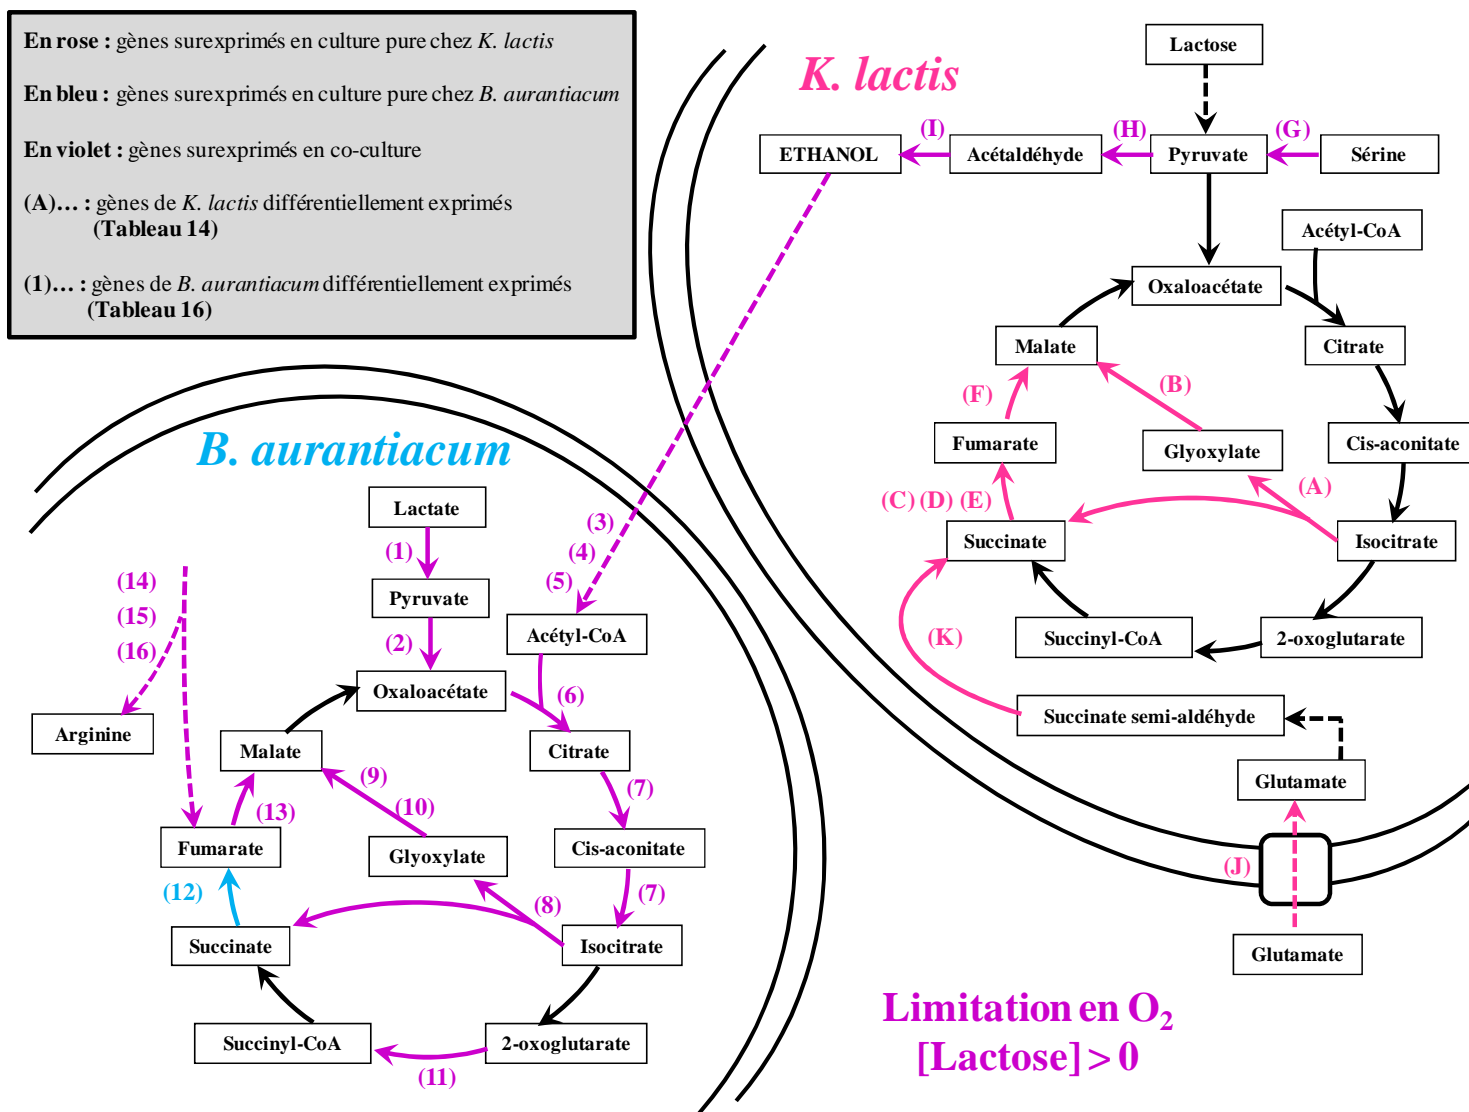 En rose : gènes surexprimés en culture pure chez K. lactis
En bleu : gènes surexprimés en culture pure chez B. aurantiacum
En violet : gènes surexprimés en co-culture
(A)… : gènes de K. lactis différentiellement exprimés
(Tableau 14)
(1)… : gènes de B. aurantiacum différentiellement exprimés
(Tableau 16)
K. lactis
Lactose
(I)
(H)
(G)
ETHANOL
Acétaldéhyde
Pyruvate
Sérine
Acétyl-CoA
Oxaloacétate
Malate
Citrate
(F)
(B)
Fumarate
Glyoxylate
Cis-aconitate
(C) (D) (E)
(A)
Succinate
Isocitrate
(K)
Succinyl-CoA
2-oxoglutarate
Succinate semi-aldéhyde
Glutamate
(J)
Glutamate
B. aurantiacum
Lactate
(1)
(3)
(4)
(5)
Pyruvate
(14)
(15)
(16)
(2)
Acétyl-CoA
Oxaloacétate
(6)
Arginine
Malate
Citrate
(9)
(10)
(7)
(13)
Fumarate
Glyoxylate
Cis-aconitate
(12)
(8)
(7)
Succinate
Isocitrate
Succinyl-CoA
2-oxoglutarate
(11)
Limitation en O2
[Lactose] > 0